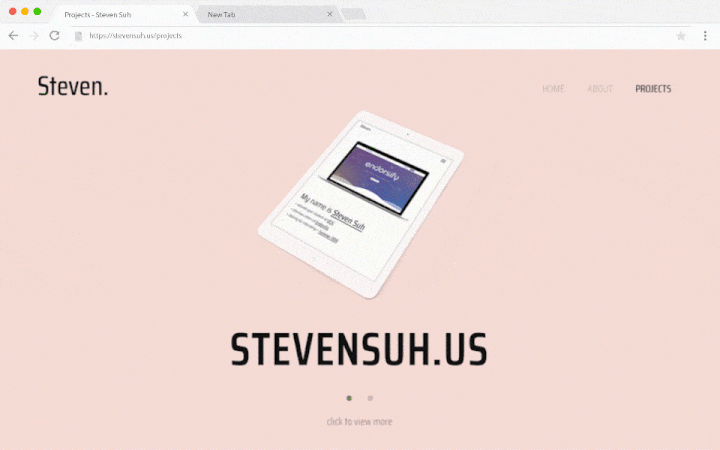 Projects - Steven Suh
New Tab
https://stevensuh.us/projects
Steven.
HOME
ABOUT
PROJECTS
endorsify
My name is Steven Suh
STEVENSUH.US
click to view more